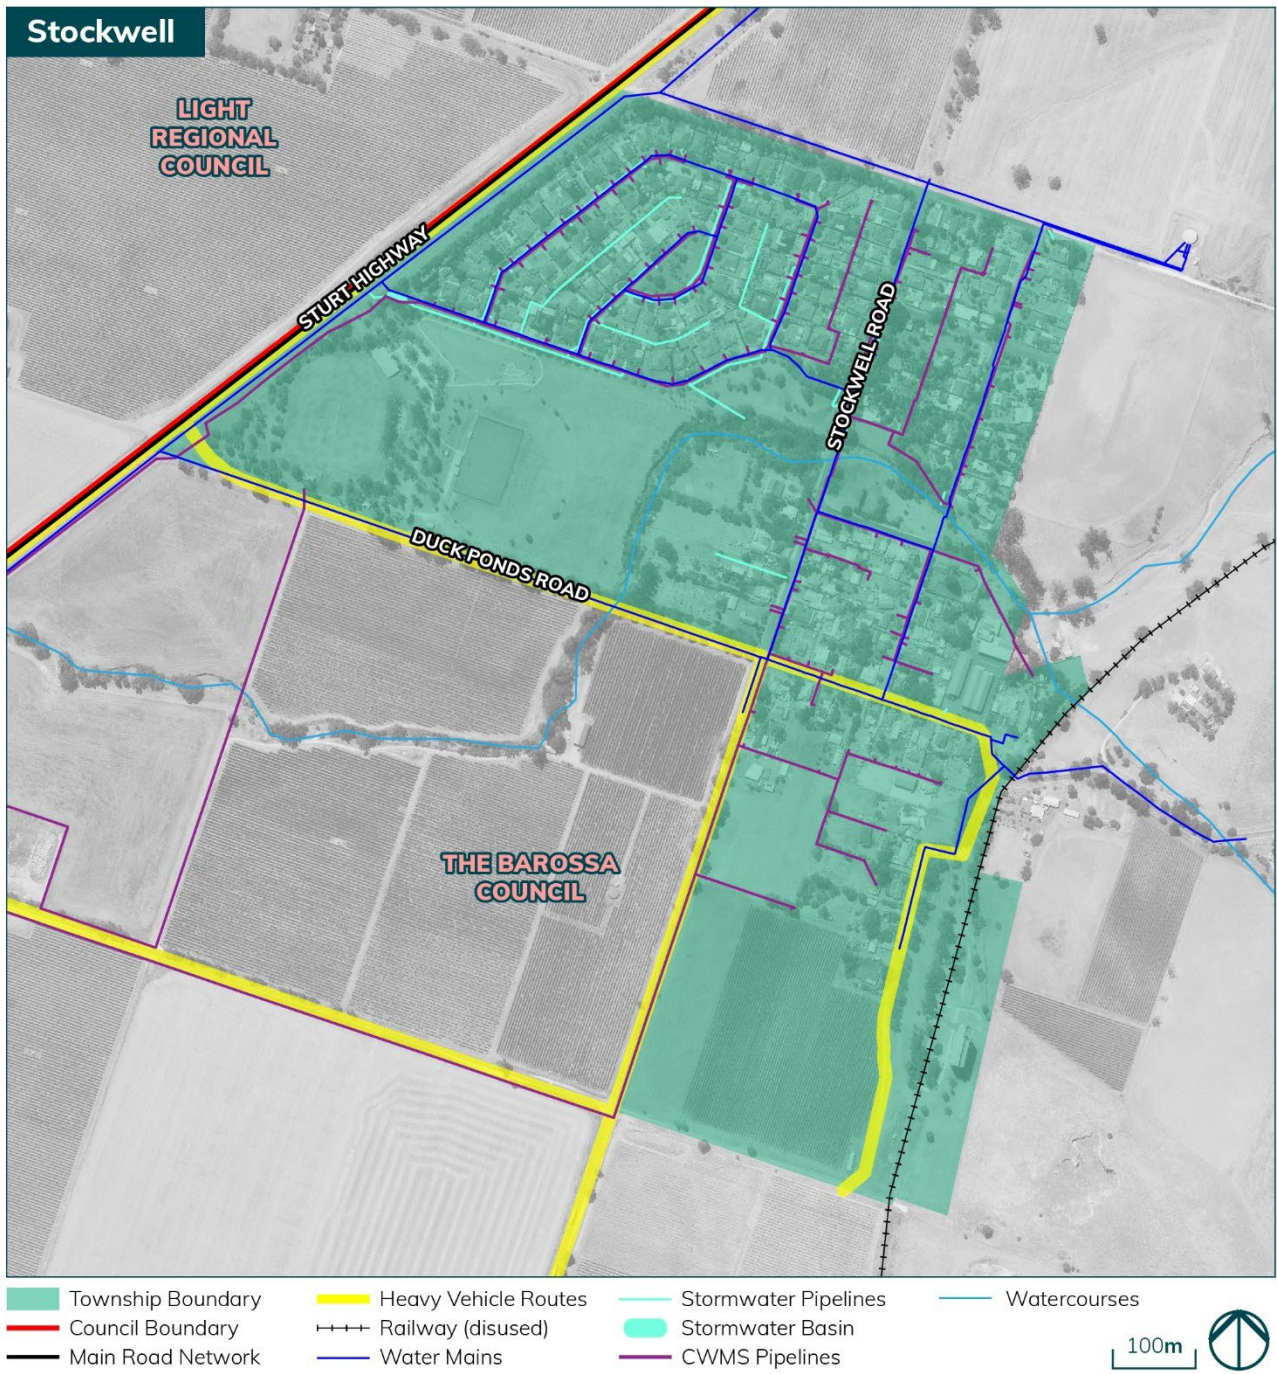 Stockwell
LIGHT
REGIONAL
COUNCIL
STURT HIGHWAY
STOCKWELL ROAD
DUCK PONDS ROAD
THE BAROSSA
COUNCIL
Township Boundary
Council Boundary
Main Road Network
Heavy Vehicle Routes
Railway (disused)
Water Mains
Stormwater Pipelines
Stormwater Basin
CWMS Pipelines
Watercourses
100m